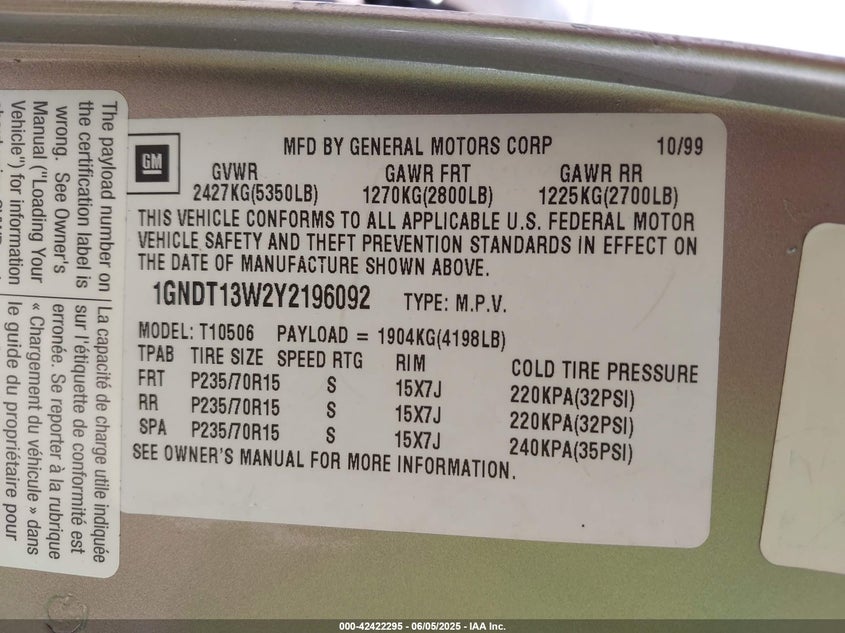 GM
MFD BY GENERAL MOTORS CORP 10/99
GVWR GAWR FRT GAWR RR
2427KG(5350LB) 1270KG(2800LB) 1225KG(2700LB)
THIS VEHICLE CONFORMS TO ALL APPLICABLE U.S. FEDERAL MOTOR
VEHICLE SAFETY AND THEFT PREVENTION STANDARDS IN EFFECT ON
THE DATE OF MANUFACTURE SHOWN ABOVE.
1GNDT13W2Y2196092 TYPE: M.P.V.
MODEL: T10506 PAYLOAD = 1904KG(4198LB)
TPAB TIRE SIZE SPEED RTG RIM COLD TIRE PRESSURE
FRT P235/70R15 S 15X7J 220KPA(32PSI)
RR P235/70R15 S 15X7J 220KPA(32PSI)
SPA P235/70R15 S 15X7J 240KPA(35PSI)
SEE OWNER'S MANUAL FOR MORE INFORMATION.
The payload number on
the certification label is
wrong. See Owner's
Manual ("Loading Your
Vehicle") for information
La capacité de charge utile indiquée
sur l'étiquette de conformité est
erronée. Se reporter à la rubrique
« Chargement du véhicule » dans
le guide du propriétaire pour
000-42422295 - 06/05/2025 - IAA Inc.